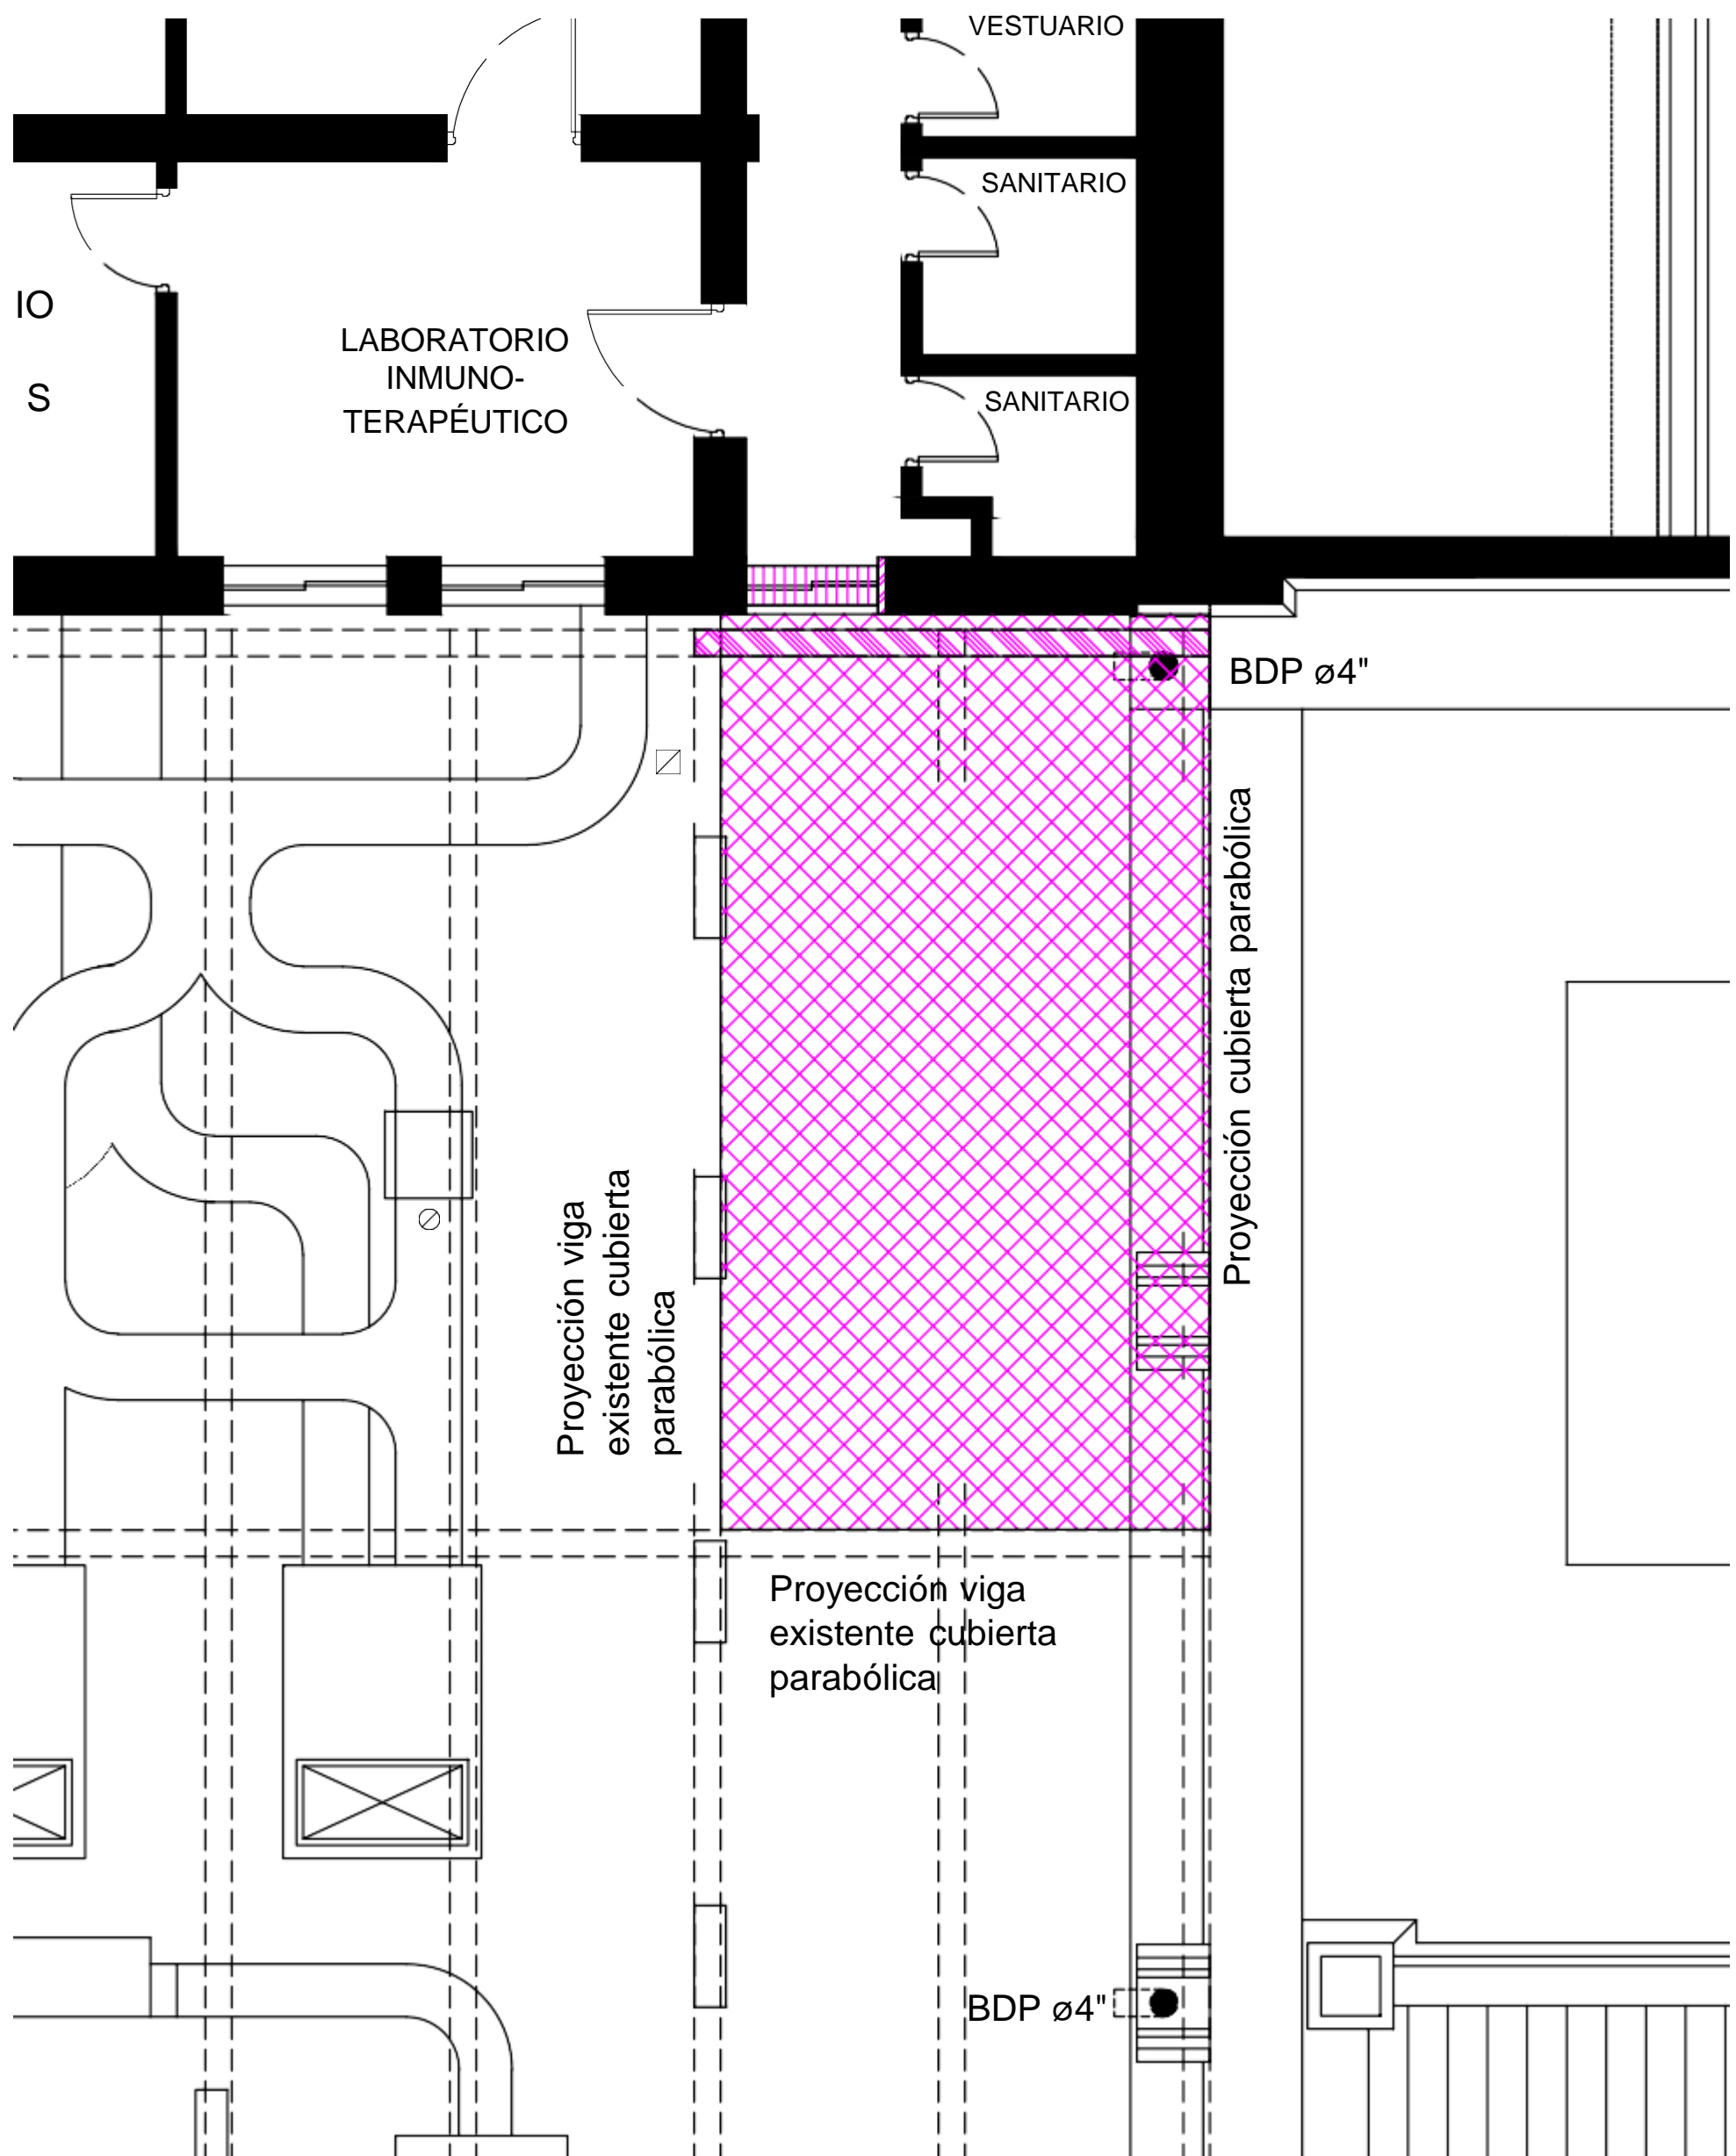 VESTUARIO
SANITARIO
IO
S
LABORATORIO
INMUNO-
TERAPÉUTICO
SANITARIO
BDP ø4"
Proyección cubierta parabólica
Proyección viga
existente cubierta
parabólica
Proyección viga
existente cubierta
parabólica
BDP ø4"